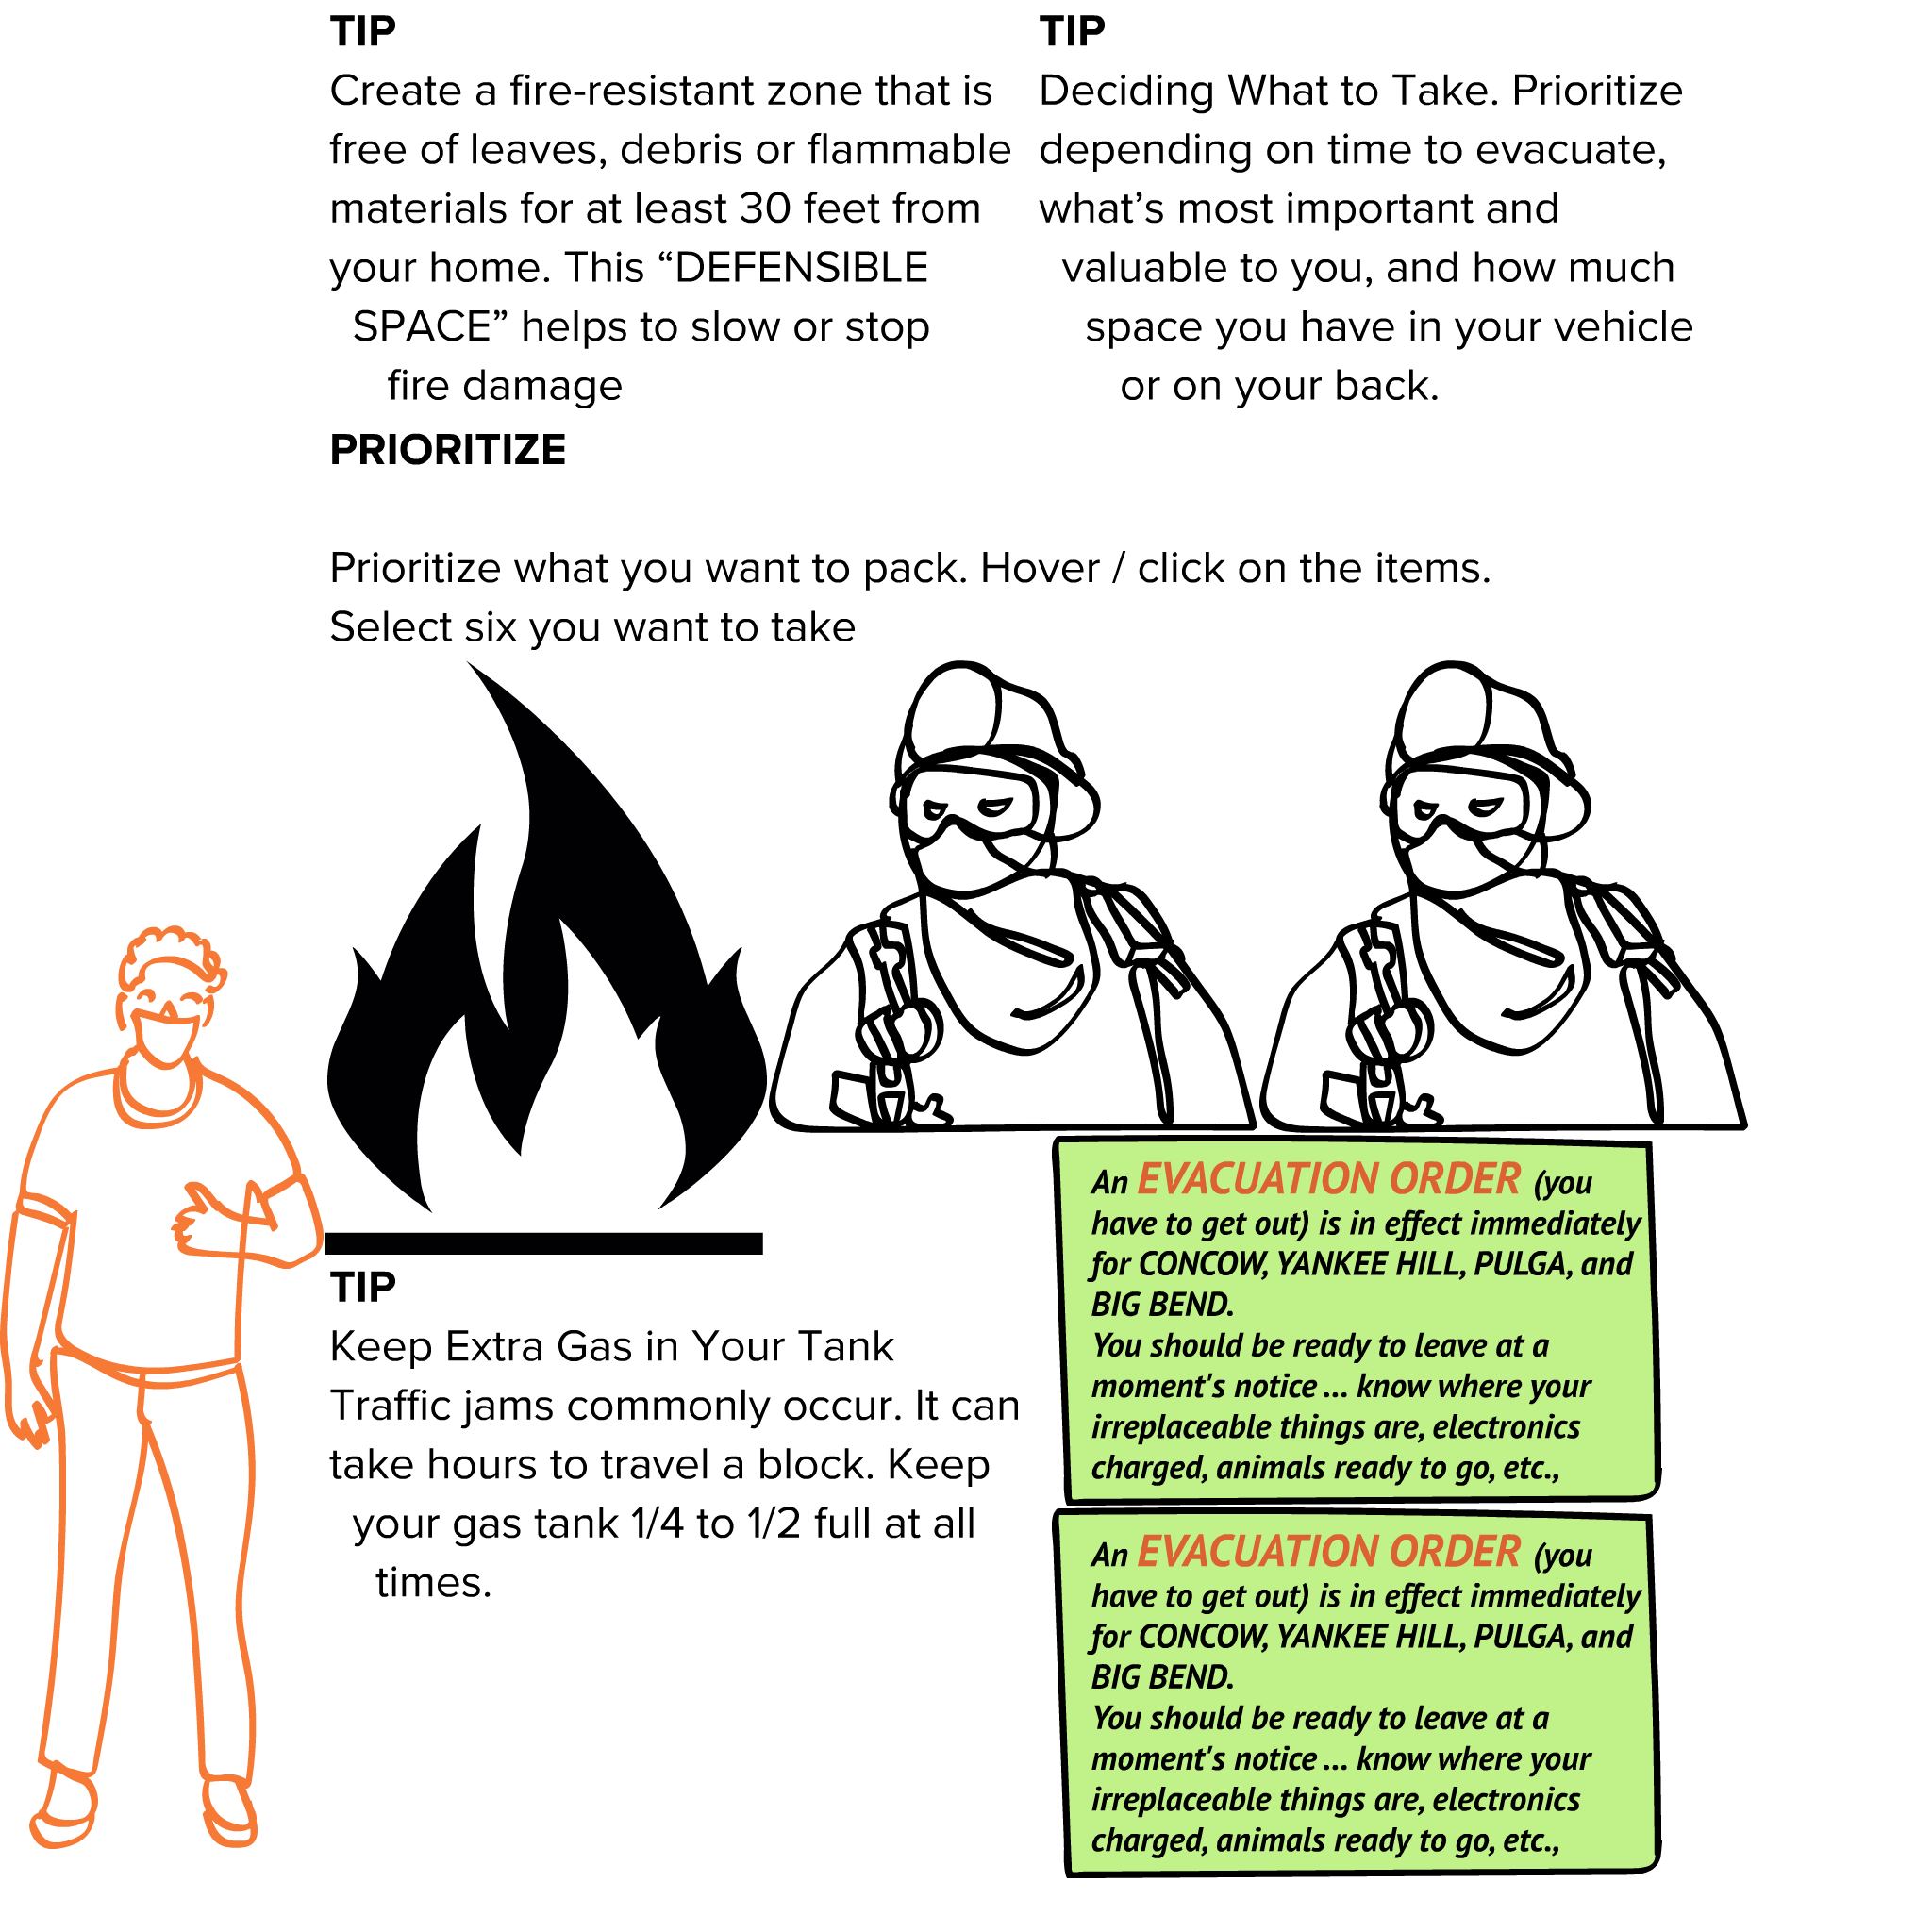 TIP
Create a fire-resistant zone that is
free of leaves, debris or flammable
materials for at least 30 feet from
your home. This “DEFENSIBLE
SPACE” helps to slow or stop
fire damage
TIP
Deciding What to Take. Prioritize
depending on time to evacuate,
what’s most important and
valuable to you, and how much
space you have in your vehicle
or on your back.
PRIORITIZE
Prioritize what you want to pack. Hover / click on the items.
Select six you want to take
TIP
Keep Extra Gas in Your Tank
Traffic jams commonly occur. It can
take hours to travel a block. Keep
your gas tank 1/4 to 1/2 full at all
times.
An EVACUATION ORDER (you
have to get out) is in effect immediately
for CONCOW, YANKEE HILL, PULGA, and
BIG BEND.
You should be ready to leave at a
moment's notice ... know where your
irreplaceable things are, electronics
charged, animals ready to go, etc.,
An EVACUATION ORDER (you
have to get out) is in effect immediately
for CONCOW, YANKEE HILL, PULGA, and
BIG BEND.
You should be ready to leave at a
moment's notice ... know where your
irreplaceable things are, electronics
charged, animals ready to go, etc.,